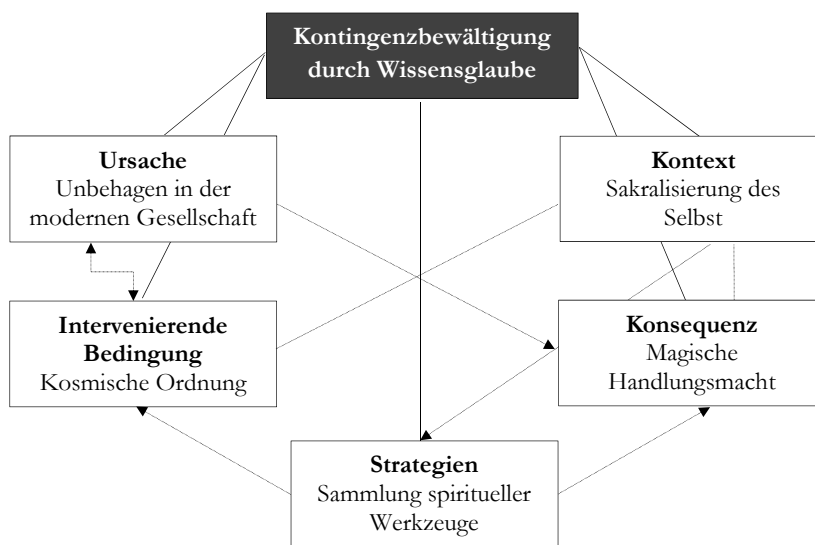 Kontingenzbewältigung
durch Wissensglaube
Ursache
Unbehagen in der
modernen Gesellschaft
Kontext
Sakralisierung des
Selbst
Intervenierende
Bedingung
Kosmische Ordnung
Konsequenz
Magische
Handlungsmacht
Strategien
Sammlung spiritueller
Werkzeuge